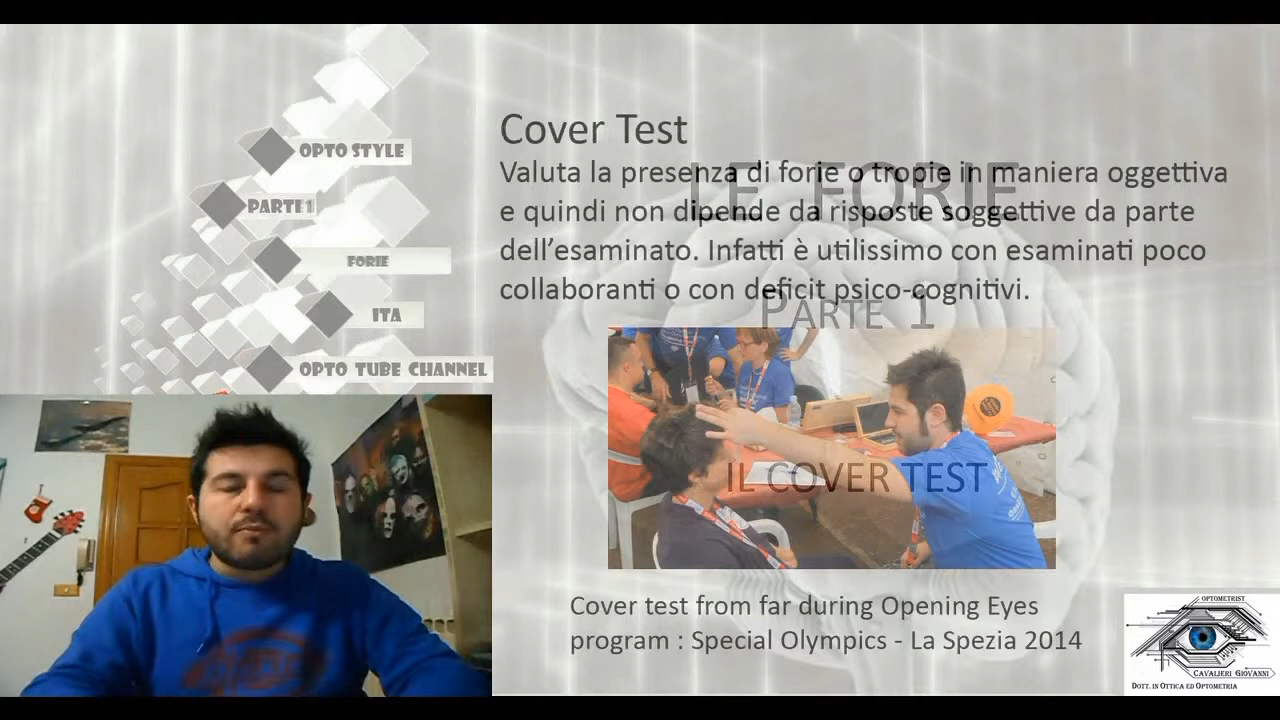 OPTO STYLE
PARTE 1
FORIE
ITA
OPTO TUBE CHANNEL
Cover Test
Valuta la presenza di forie o tropie in maniera oggettiva
e quindi non dipende da risposte soggettive da parte
dell’esaminato. Infatti è utilissimo con esaminati poco
collaboranti o con deficit psico-cognitivi.
LE FORIE
PARTE 1
IL COVER TEST
Cover test from far during Opening Eyes
program : Special Olympics - La Spezia 2014
OPTOMETRIST
CAVALIERI GIOVANNI
DOTT. IN OTTICA ED OPTOMETRIA